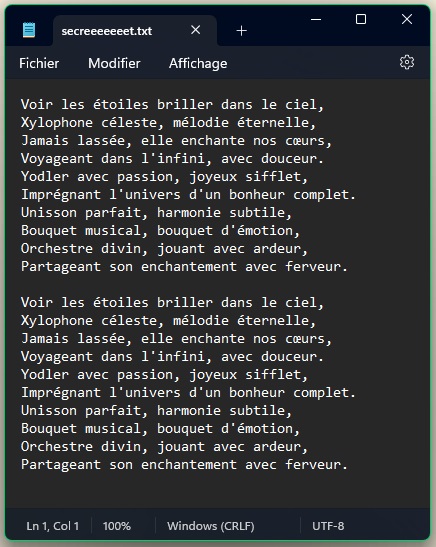 secreeeeeeet.txt
Fichier Modifier Affichage
Voir les étoiles briller dans le ciel,
Xylophone céleste, mélodie éternelle,
Jamais lassée, elle enchante nos cœurs,
Voyageant dans l'infini, avec douceur.
Yodler avec passion, joyeux sifflet,
Imprégnant l'univers d'un bonheur complet.
Unisson parfait, harmonie subtile,
Bouquet musical, bouquet d'émotion,
Orchestre divin, jouant avec ardeur,
Partageant son enchantement avec ferveur.

Voir les étoiles briller dans le ciel,
Xylophone céleste, mélodie éternelle,
Jamais lassée, elle enchante nos cœurs,
Voyageant dans l'infini, avec douceur.
Yodler avec passion, joyeux sifflet,
Imprégnant l'univers d'un bonheur complet.
Unisson parfait, harmonie subtile,
Bouquet musical, bouquet d'émotion,
Orchestre divin, jouant avec ardeur,
Partageant son enchantement avec ferveur.
Ln 1, Col 1 100% Windows (CRLF) UTF-8